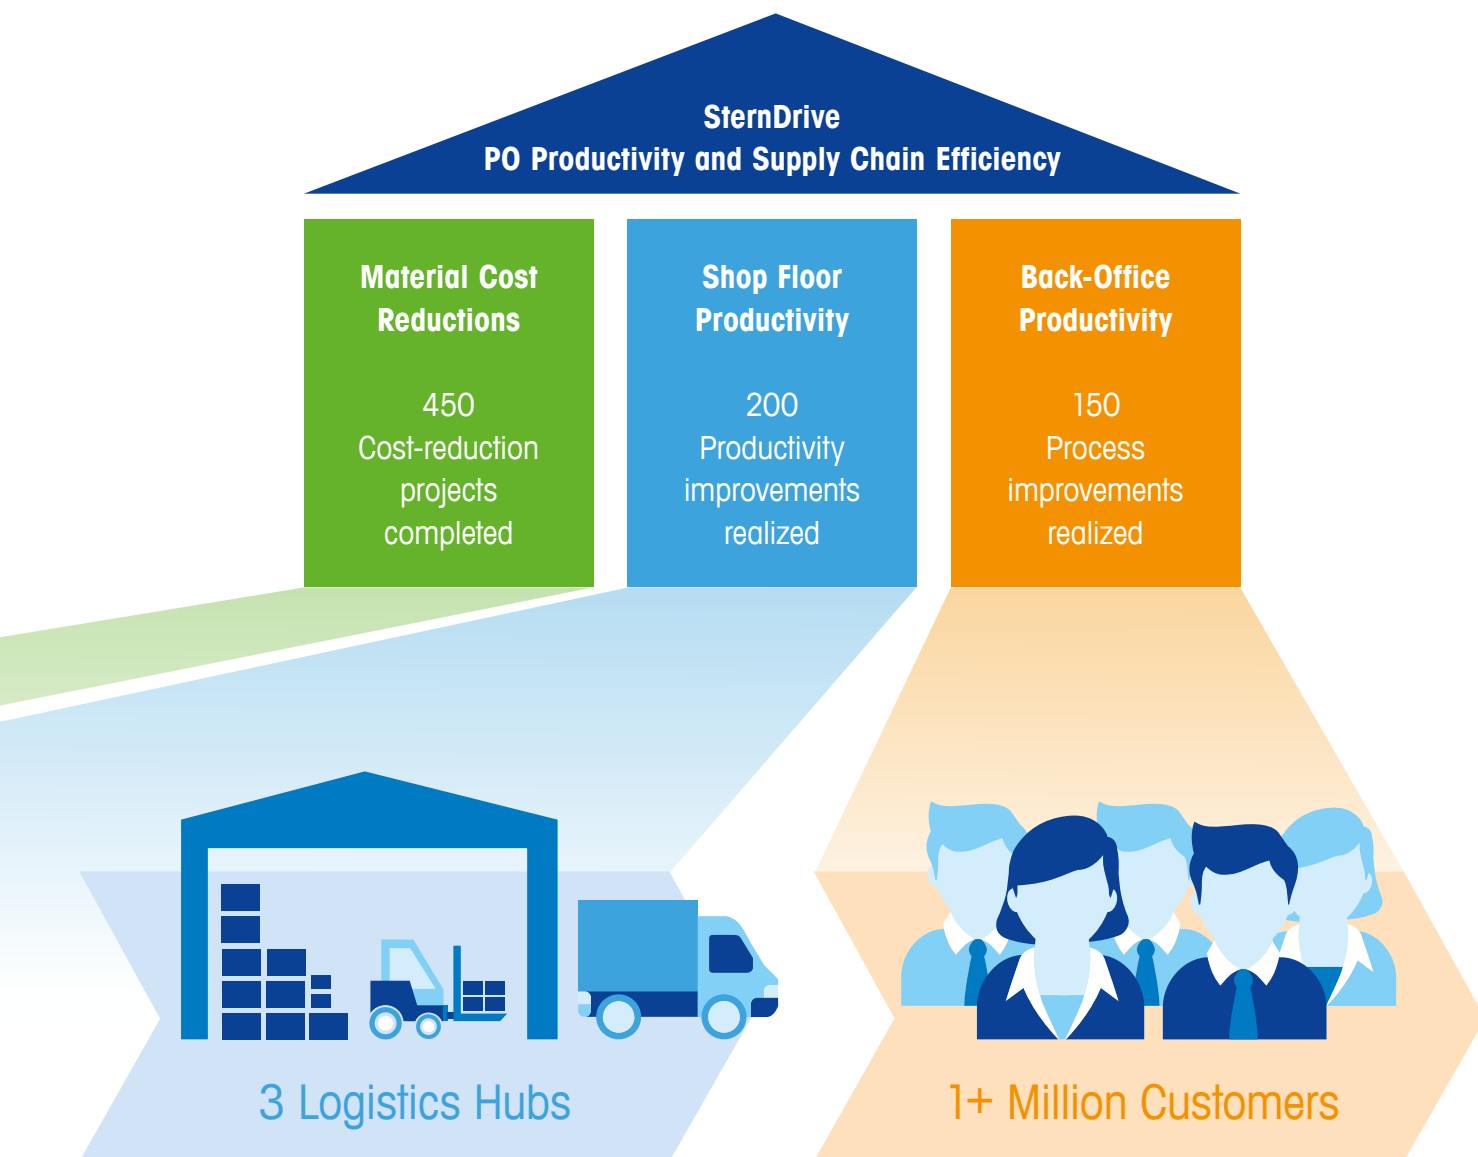 SternDrive
PO Productivity and Supply Chain Efficiency
Material Cost
Reductions
450
Cost-reduction
projects
completed
Shop Floor
Productivity
200
Productivity
improvements
realized
Back-Office
Productivity
150
Process
improvements
realized
3 Logistics Hubs
1+ Million Customers